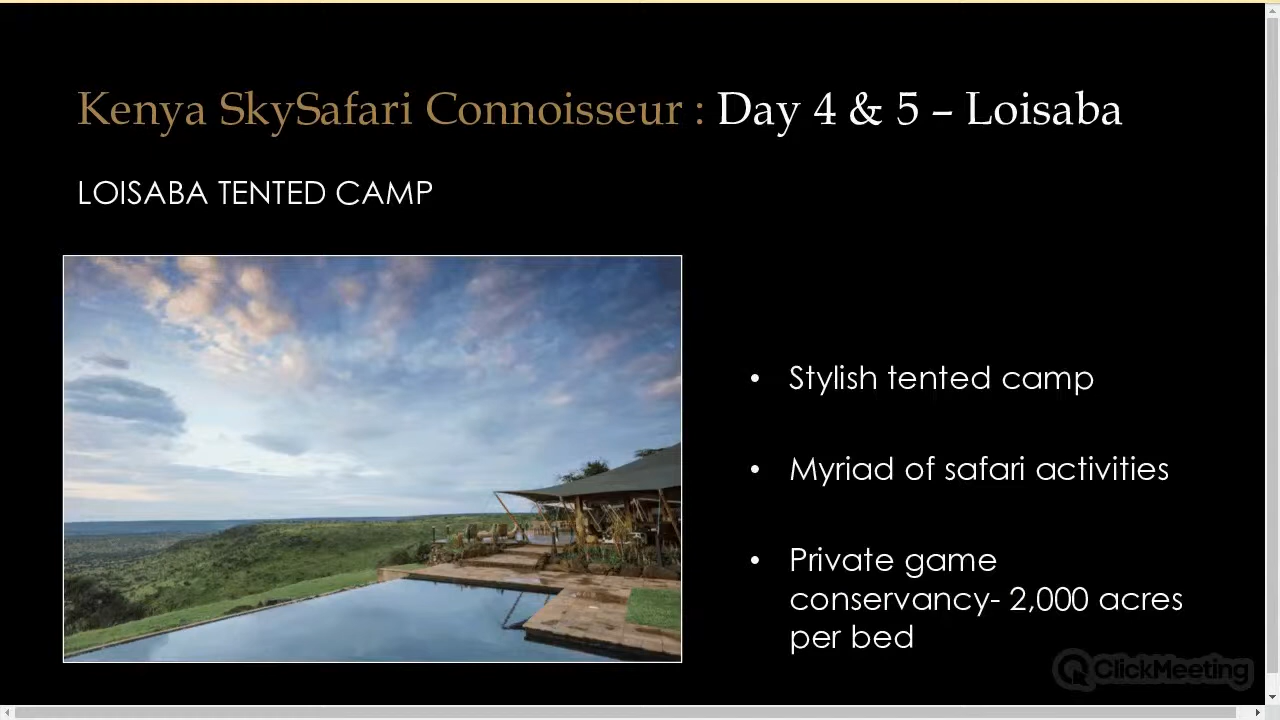 Kenya SkySafari Connoisseur : Day 4 & 5 – Loisaba
LOISABA TENTED CAMP
• Stylish tented camp
• Myriad of safari activities
• Private game
conservancy- 2,000 acres
per bed
ClickMeeting